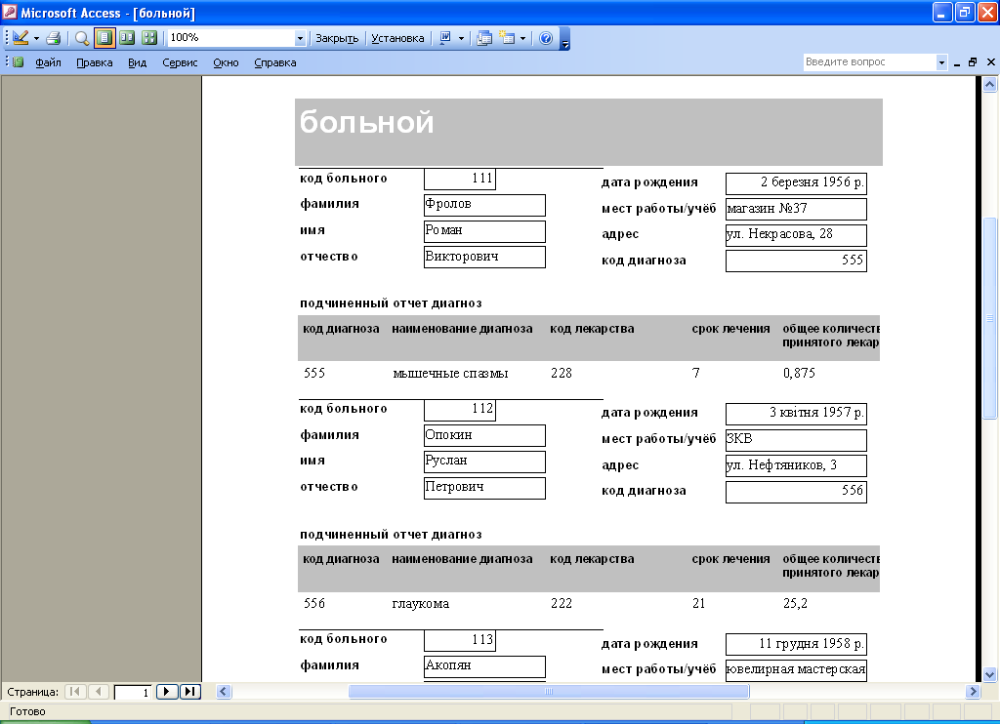 Microsoft Access - [больной]
100% Закрыть Установка
Файл Правка Вид Сервис Окно Справка Введите вопрос
больной
код больного 111 дата рождения 2 березня 1956 р.
фамилия Фролов мест работы/учёб магазин №37
имя Роман адрес ул. Некрасова, 28
отчество Викторович код диагноза 555
подчиненный отчет диагноз
код диагноза наименование диагноза код лекарства срок лечения общее количеств
принятого лекар
555 мышечные спазмы 228 7 0,875
код больного 112 дата рождения 3 квітня 1957 р.
фамилия Опокин мест работы/учёб ЗКВ
имя Руслан адрес ул. Нефтяников, 3
отчество Петрович код диагноза 556
подчиненный отчет диагноз
код диагноза наименование диагноза код лекарства срок лечения общее количеств
принятого лекар
556 глаукома 222 21 25,2
код больного 113 дата рождения 11 грудня 1958 р.
фамилия Акопян мест работы/учёб ювелирная мастерская
Страница: 1
Готово